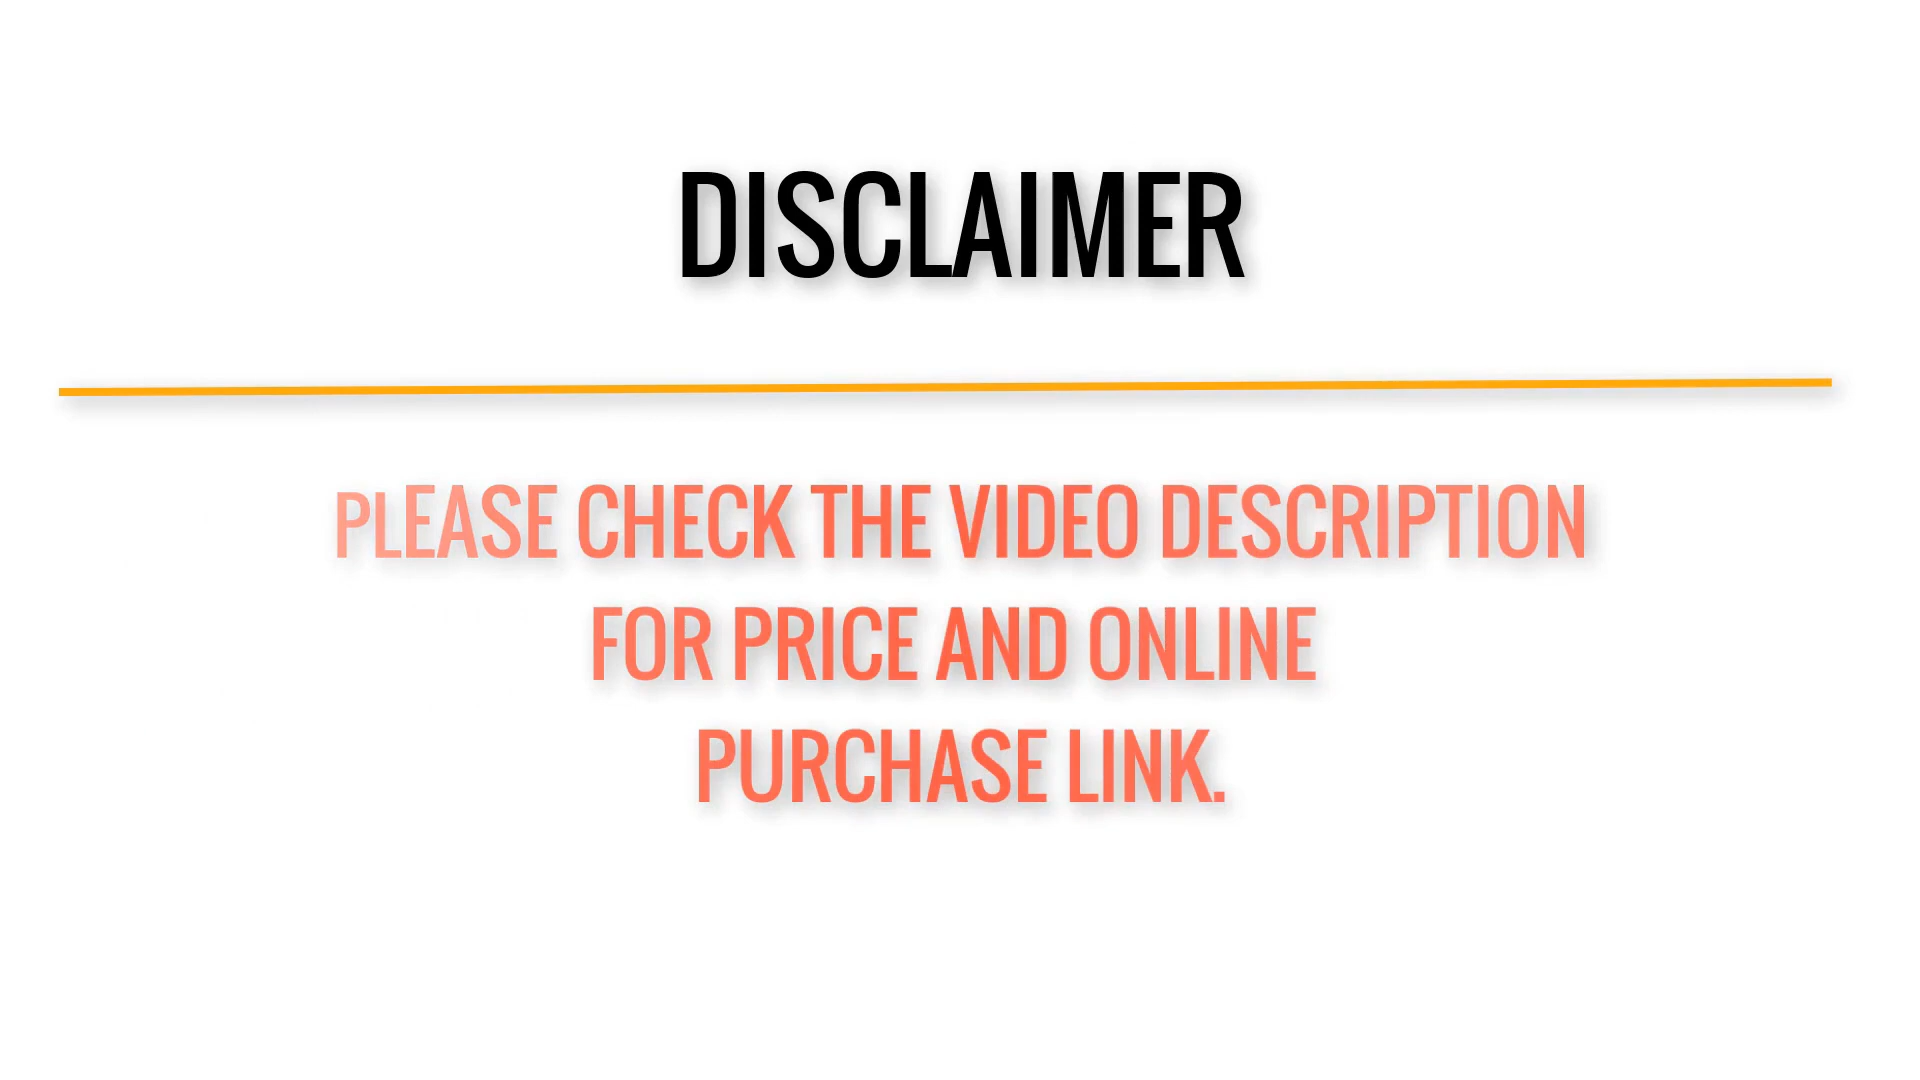 DISCLAIMER
PLEASE CHECK THE VIDEO DESCRIPTION
FOR PRICE AND ONLINE
PURCHASE LINK.